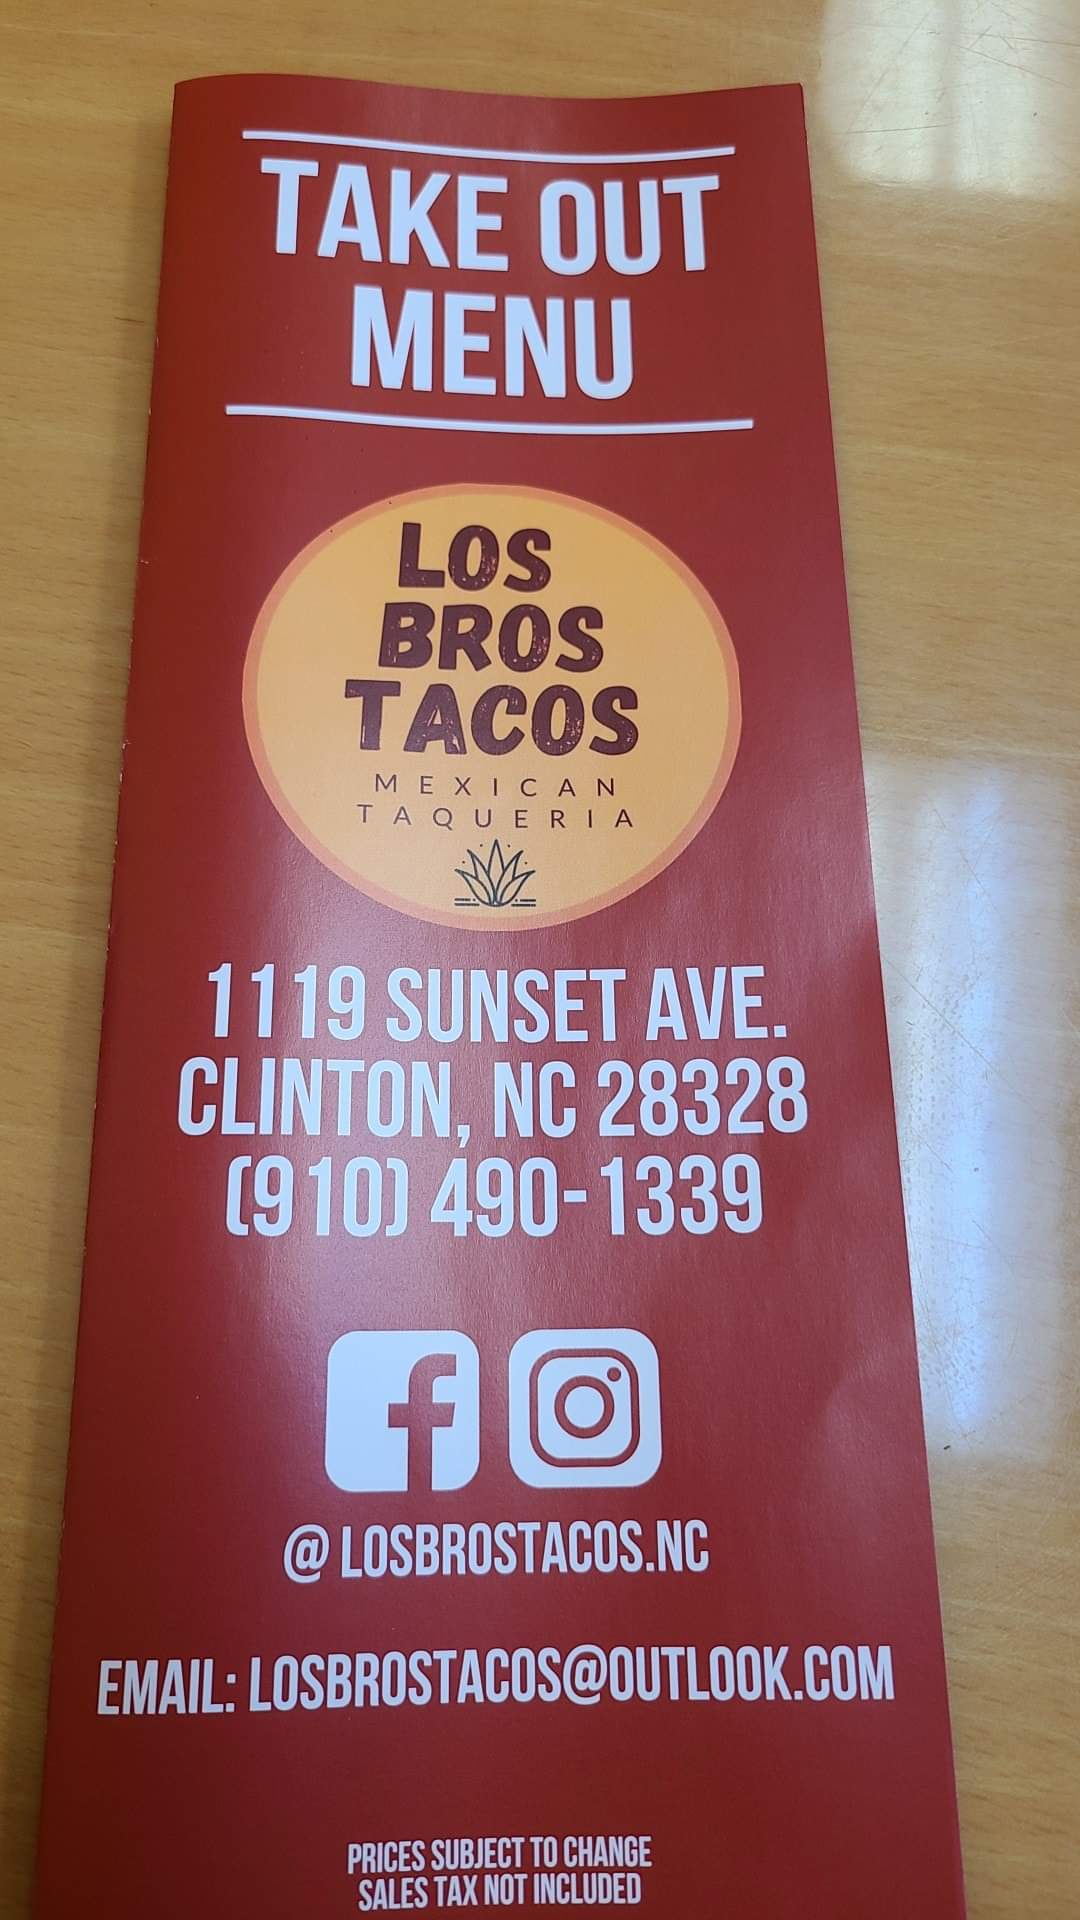 TAKE OUT
MENU
LOS
BROS
TACOS
MEXICAN
TAQUERIA
1119 SUNSET AVE.
CLINTON, NC 28328
(910) 490-1339
@ LOSBROSTACOS.NC
EMAIL: LOSBROSTACOS@OUTLOOK.COM
PRICES SUBJECT TO CHANGE
SALES TAX NOT INCLUDED